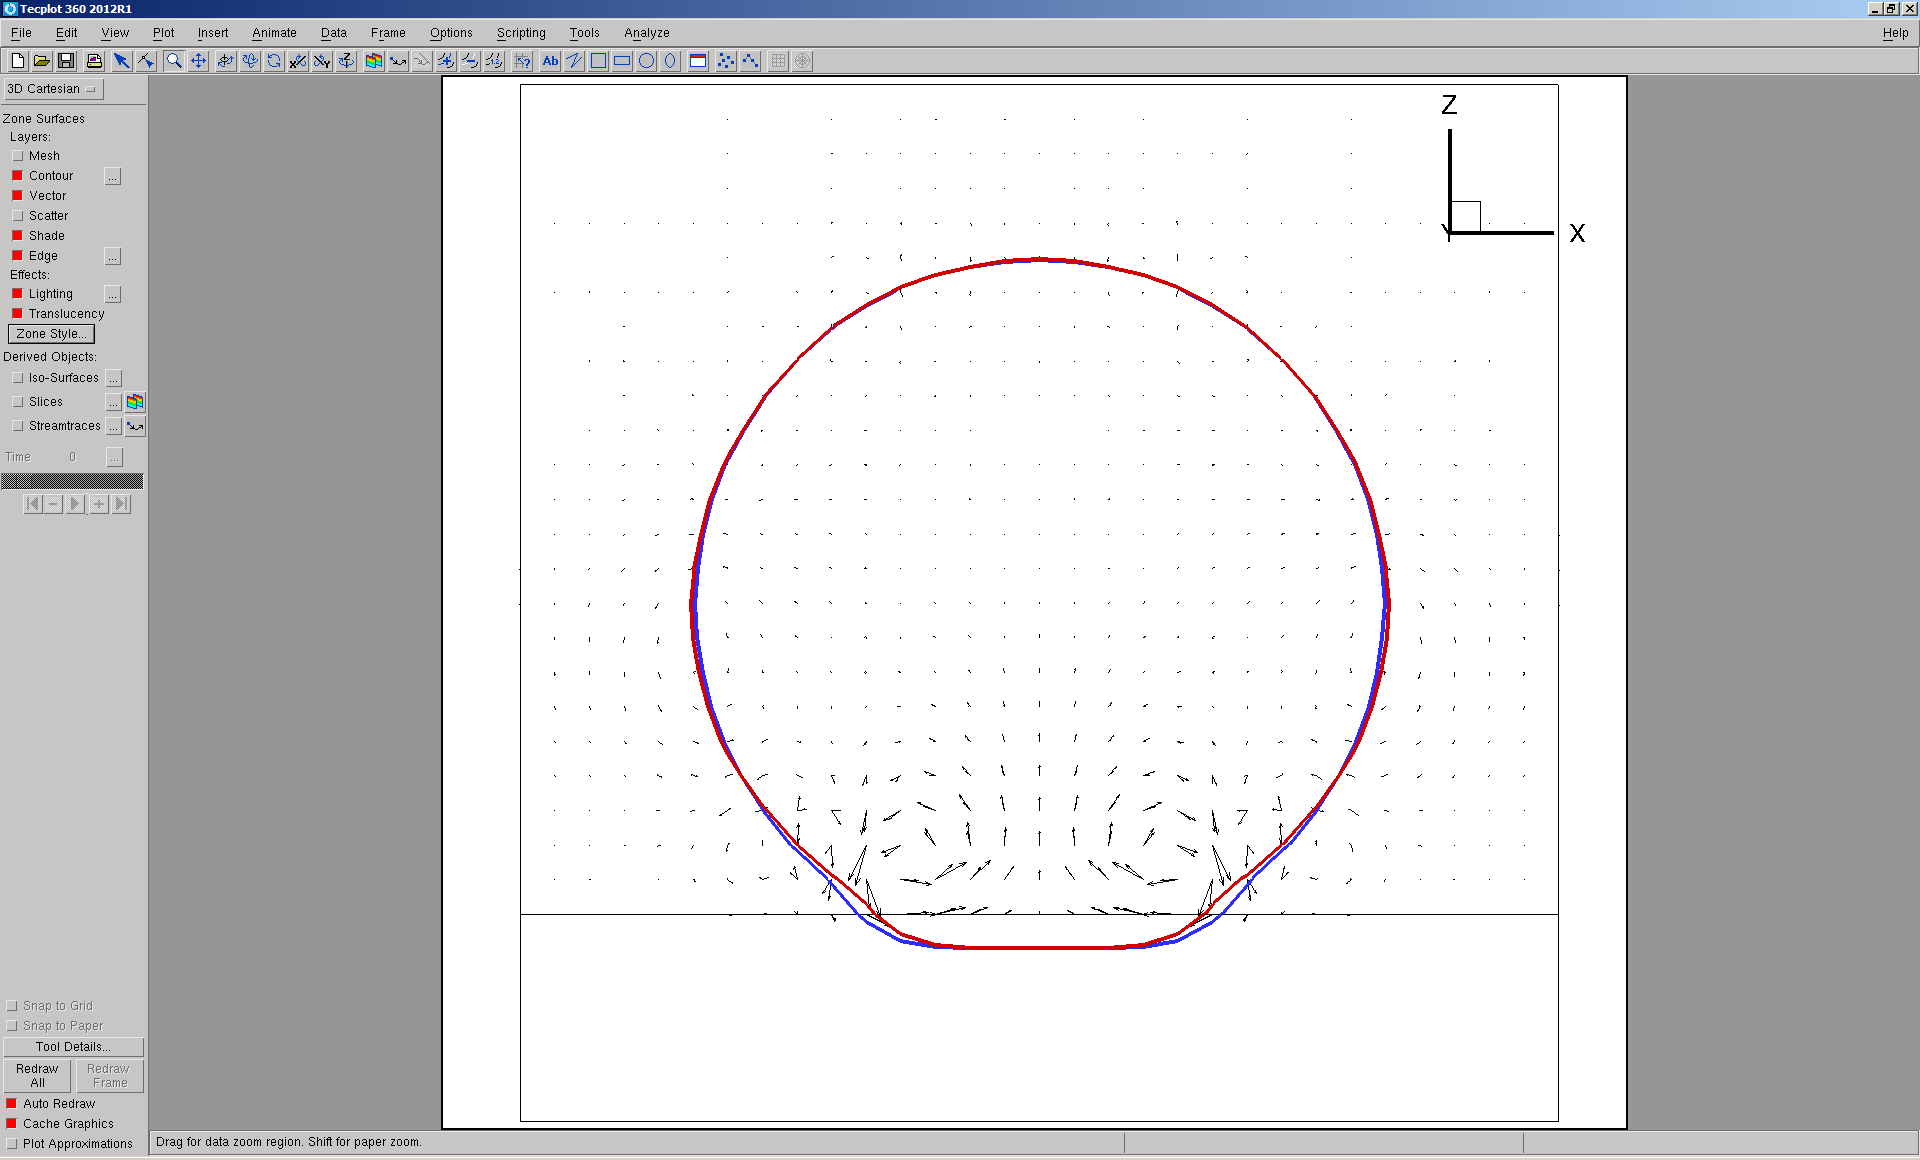 Tecplot 360 2012R1
File Edit View Plot Insert Animate Data Frame Options Scripting Tools Analyze Help
Ab
3D Cartesian
Zone Surfaces
Layers:
Mesh
Contour ...
Vector
Scatter
Shade
Edge ...
Effects:
Lighting ...
Translucency
Zone Style...
Derived Objects:
Iso-Surfaces ...
Slices ...
Streamtraces ...
Time 0 ...
Snap to Grid
Snap to Paper
Tool Details...
Redraw All
Redraw Frame
Auto Redraw
Cache Graphics
Plot Approximations
Z
Y
X
Drag for data zoom region. Shift for paper zoom.